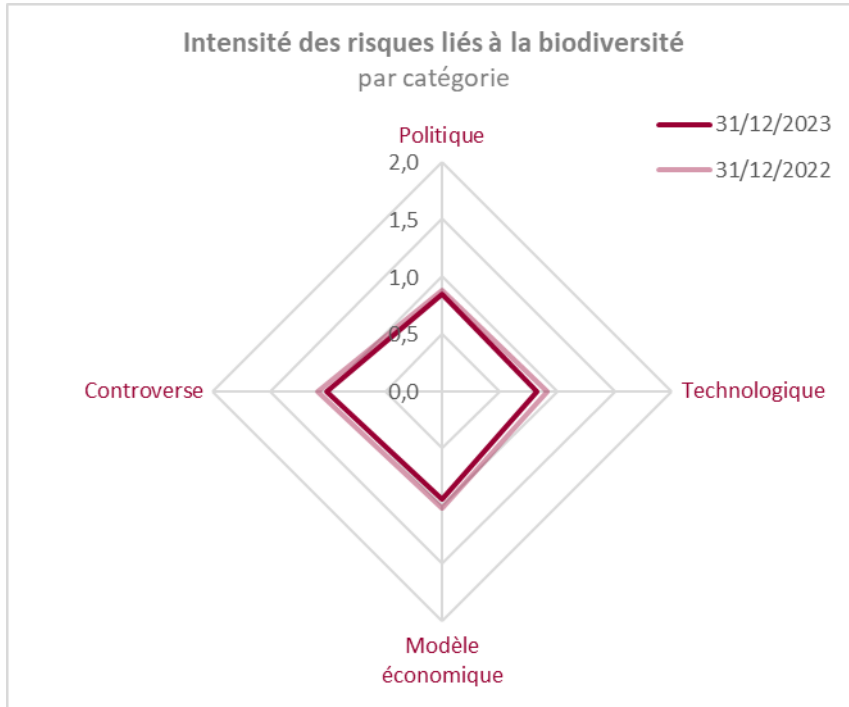 Intensité des risques liés à la biodiversité
par catégorie
31/12/2023
31/12/2022
Politique
2,0
1,5
1,0
0,5
0,0
Controverse
Technologique
Modèle
économique